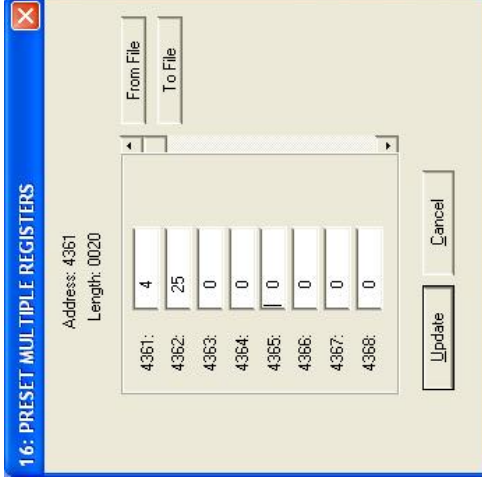 16: PRESET MULTIPLE REGISTERS
Address: 4361
Length: 0020
4361: 4
4362: 25
4363: 0
4364: 0
4365: 0
4366: 0
4367: 0
4368: 0
From File
To File
Update
Cancel